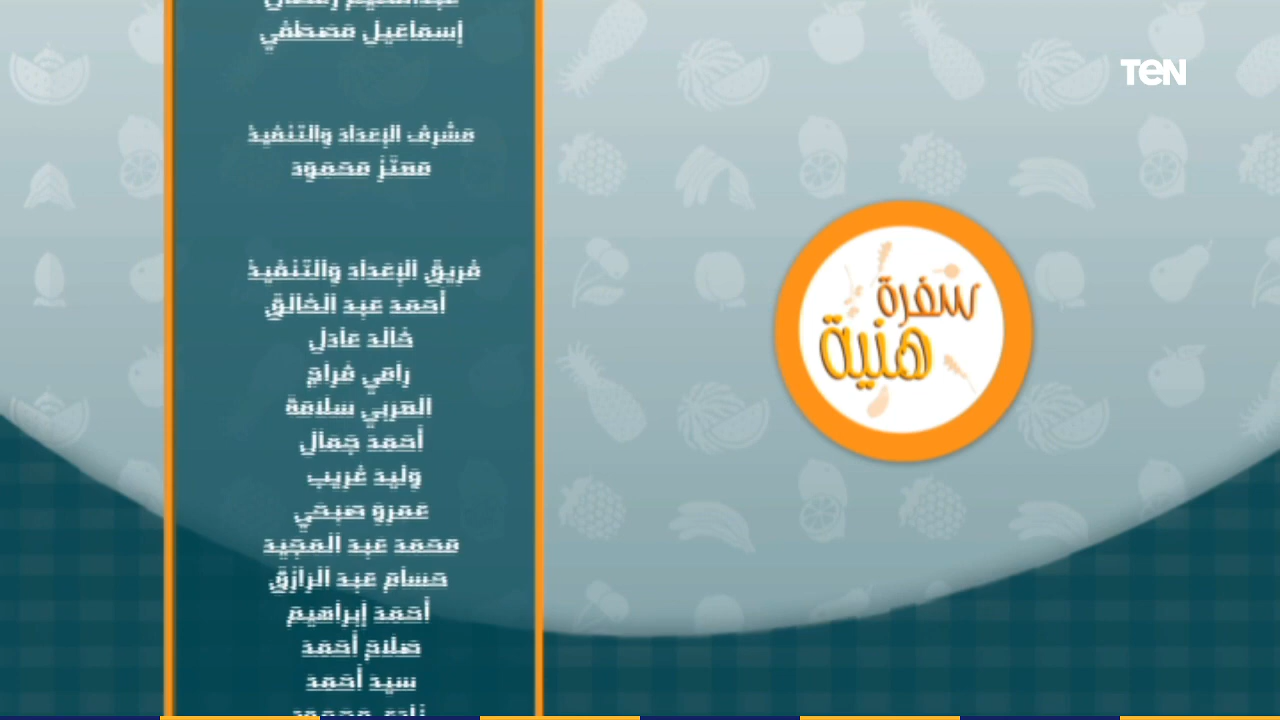 إسماعيل مصطفي
مشرف الإعداد والتنفيذ
معتز محمود
فريق الإعداد والتنفيذ
أحمد عبد الخالق
خالد عادل
رامي فراج
العربي سلامة
أحمد جمال
وليد غريب
عمرو صبحي
محمد عبد المجيد
حسام عبد الرازق
أحمد إبراهيم
صلاح أحمد
سيد أحمد
TeN
سفرة
هنية